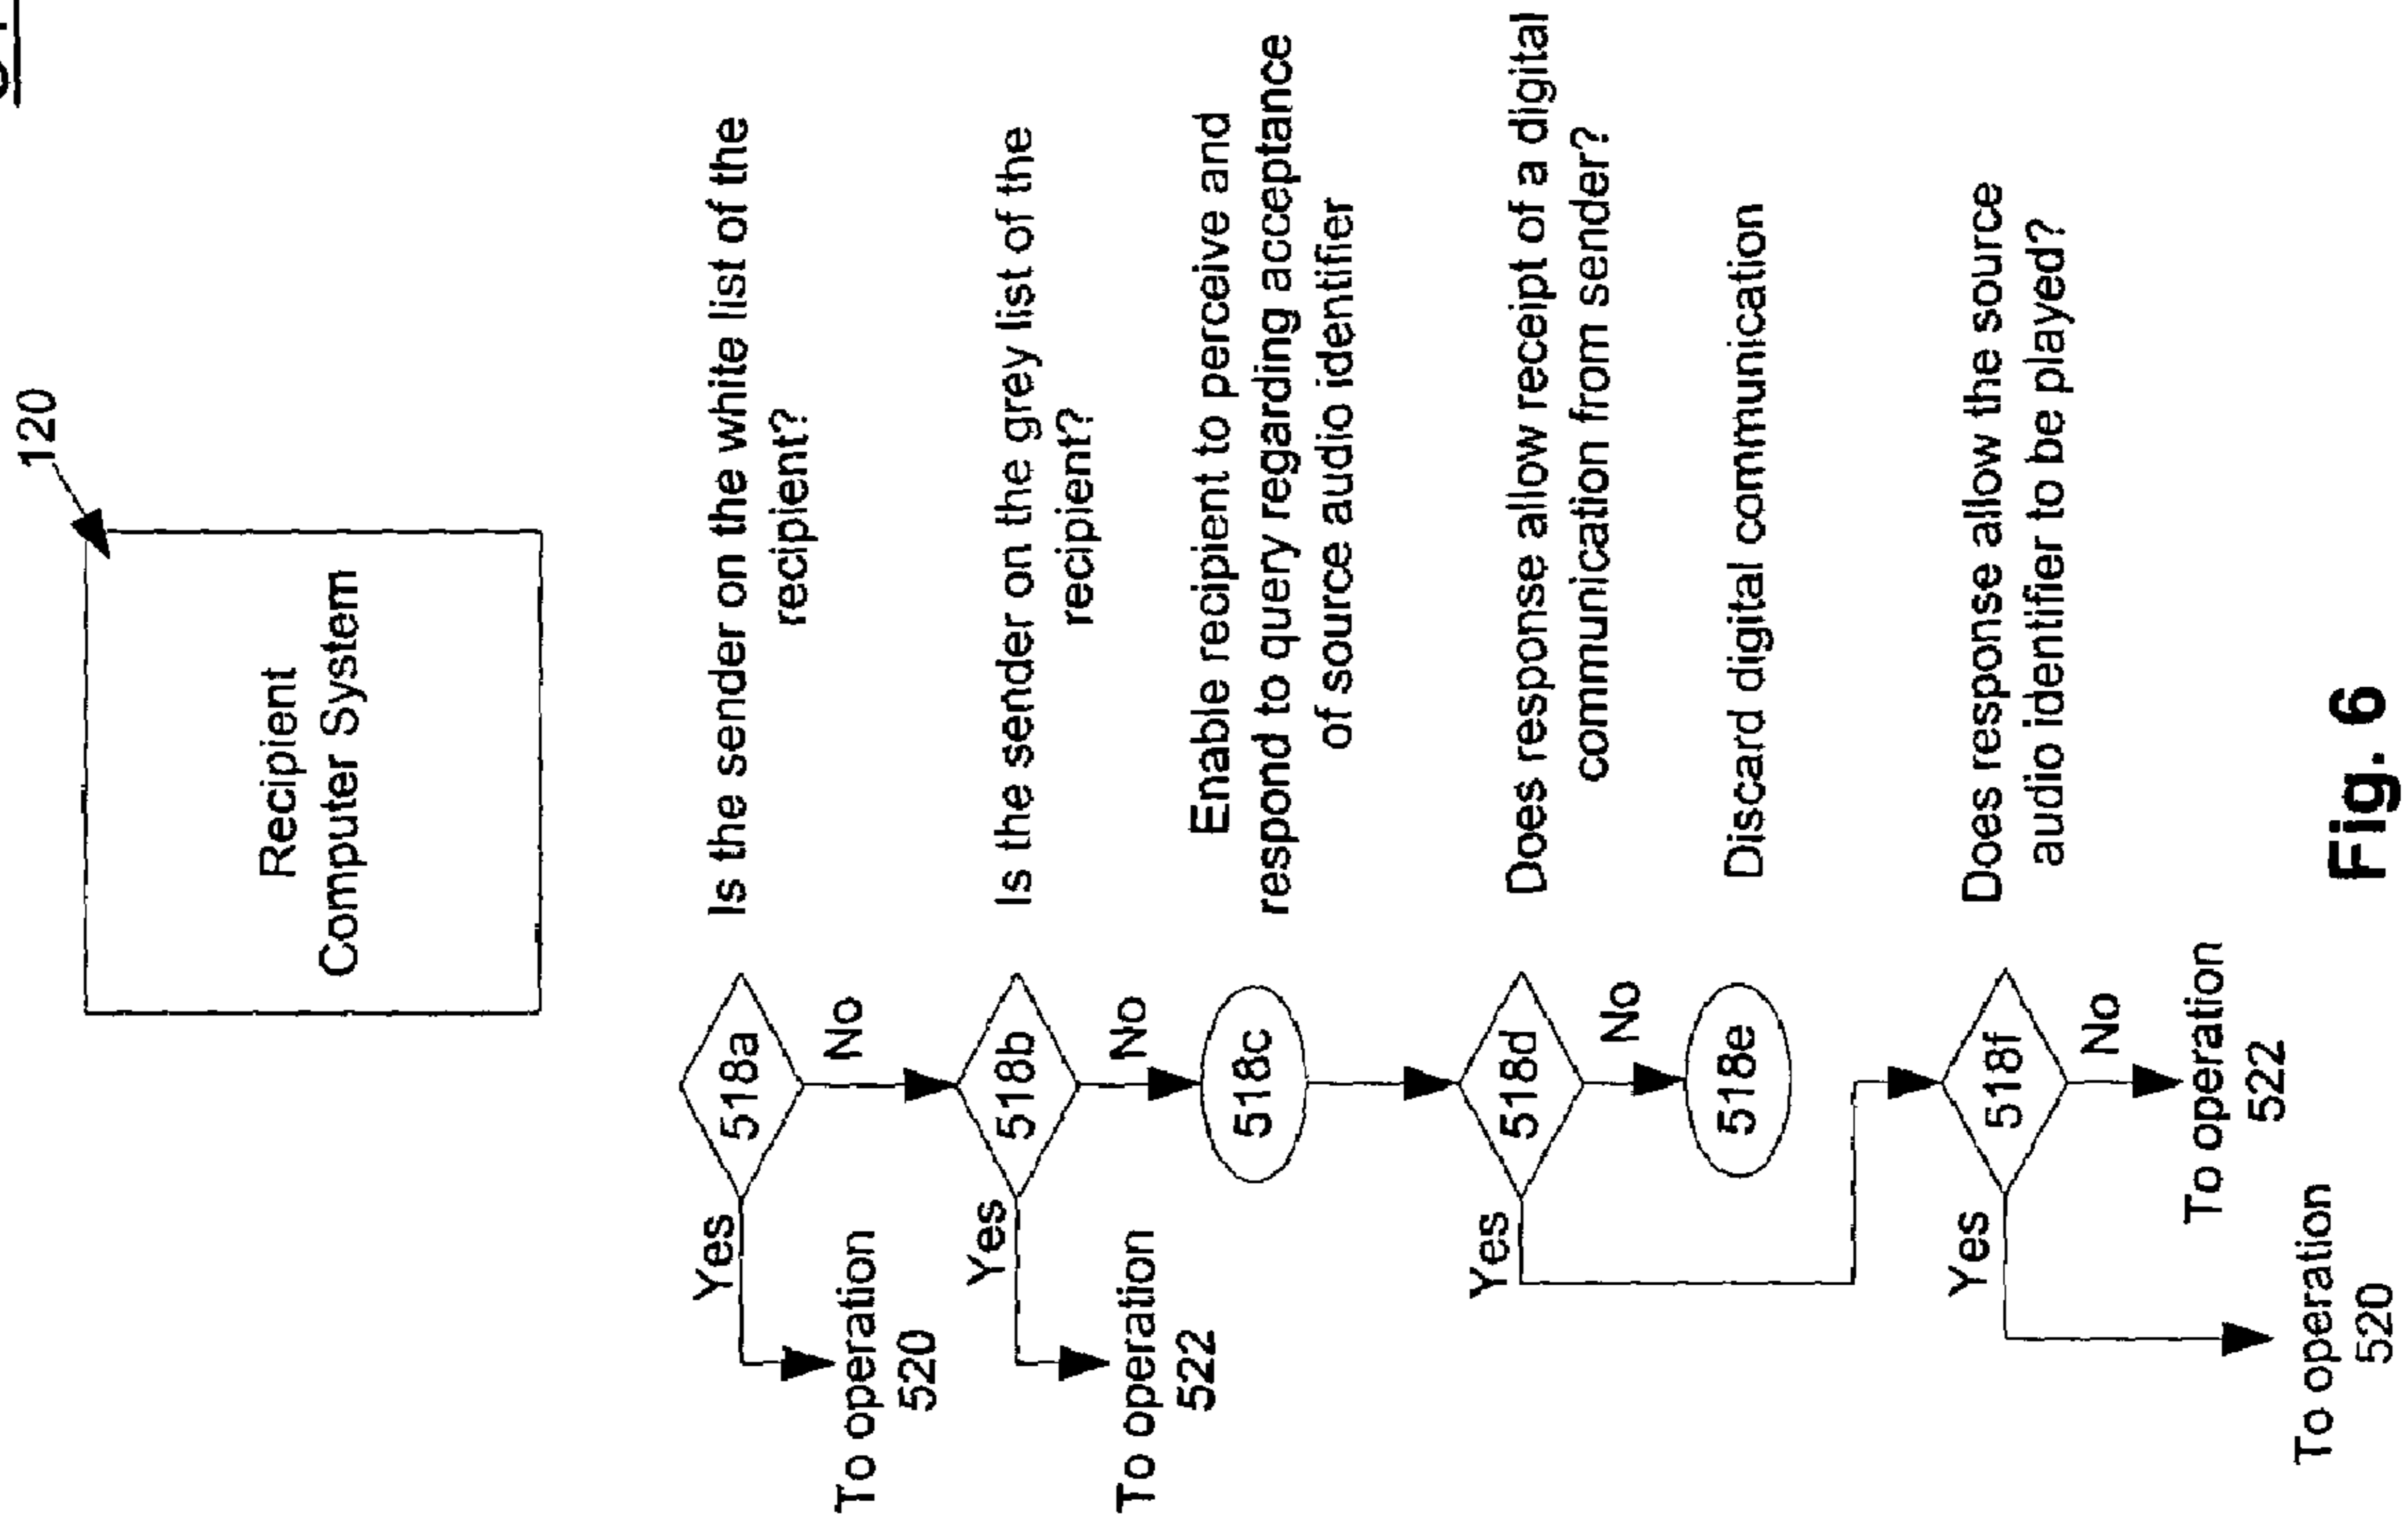 120
Recipient
Computer System
518a
Is the sender on the white list of the
recipient?
Yes
No
To operation
520
518b
Is the sender on the grey list of the
recipient?
Yes
No
To operation
522
518c
Enable recipient to perceive and
respond to query regarding acceptance
of source audio identifier
518d
Does response allow receipt of a digital
communication from sender?
Yes
No
518e
Discard digital communication
518f
Does response allow the source
audio identifier to be played?
Yes
No
To operation
522
To operation
520
Fig. 6